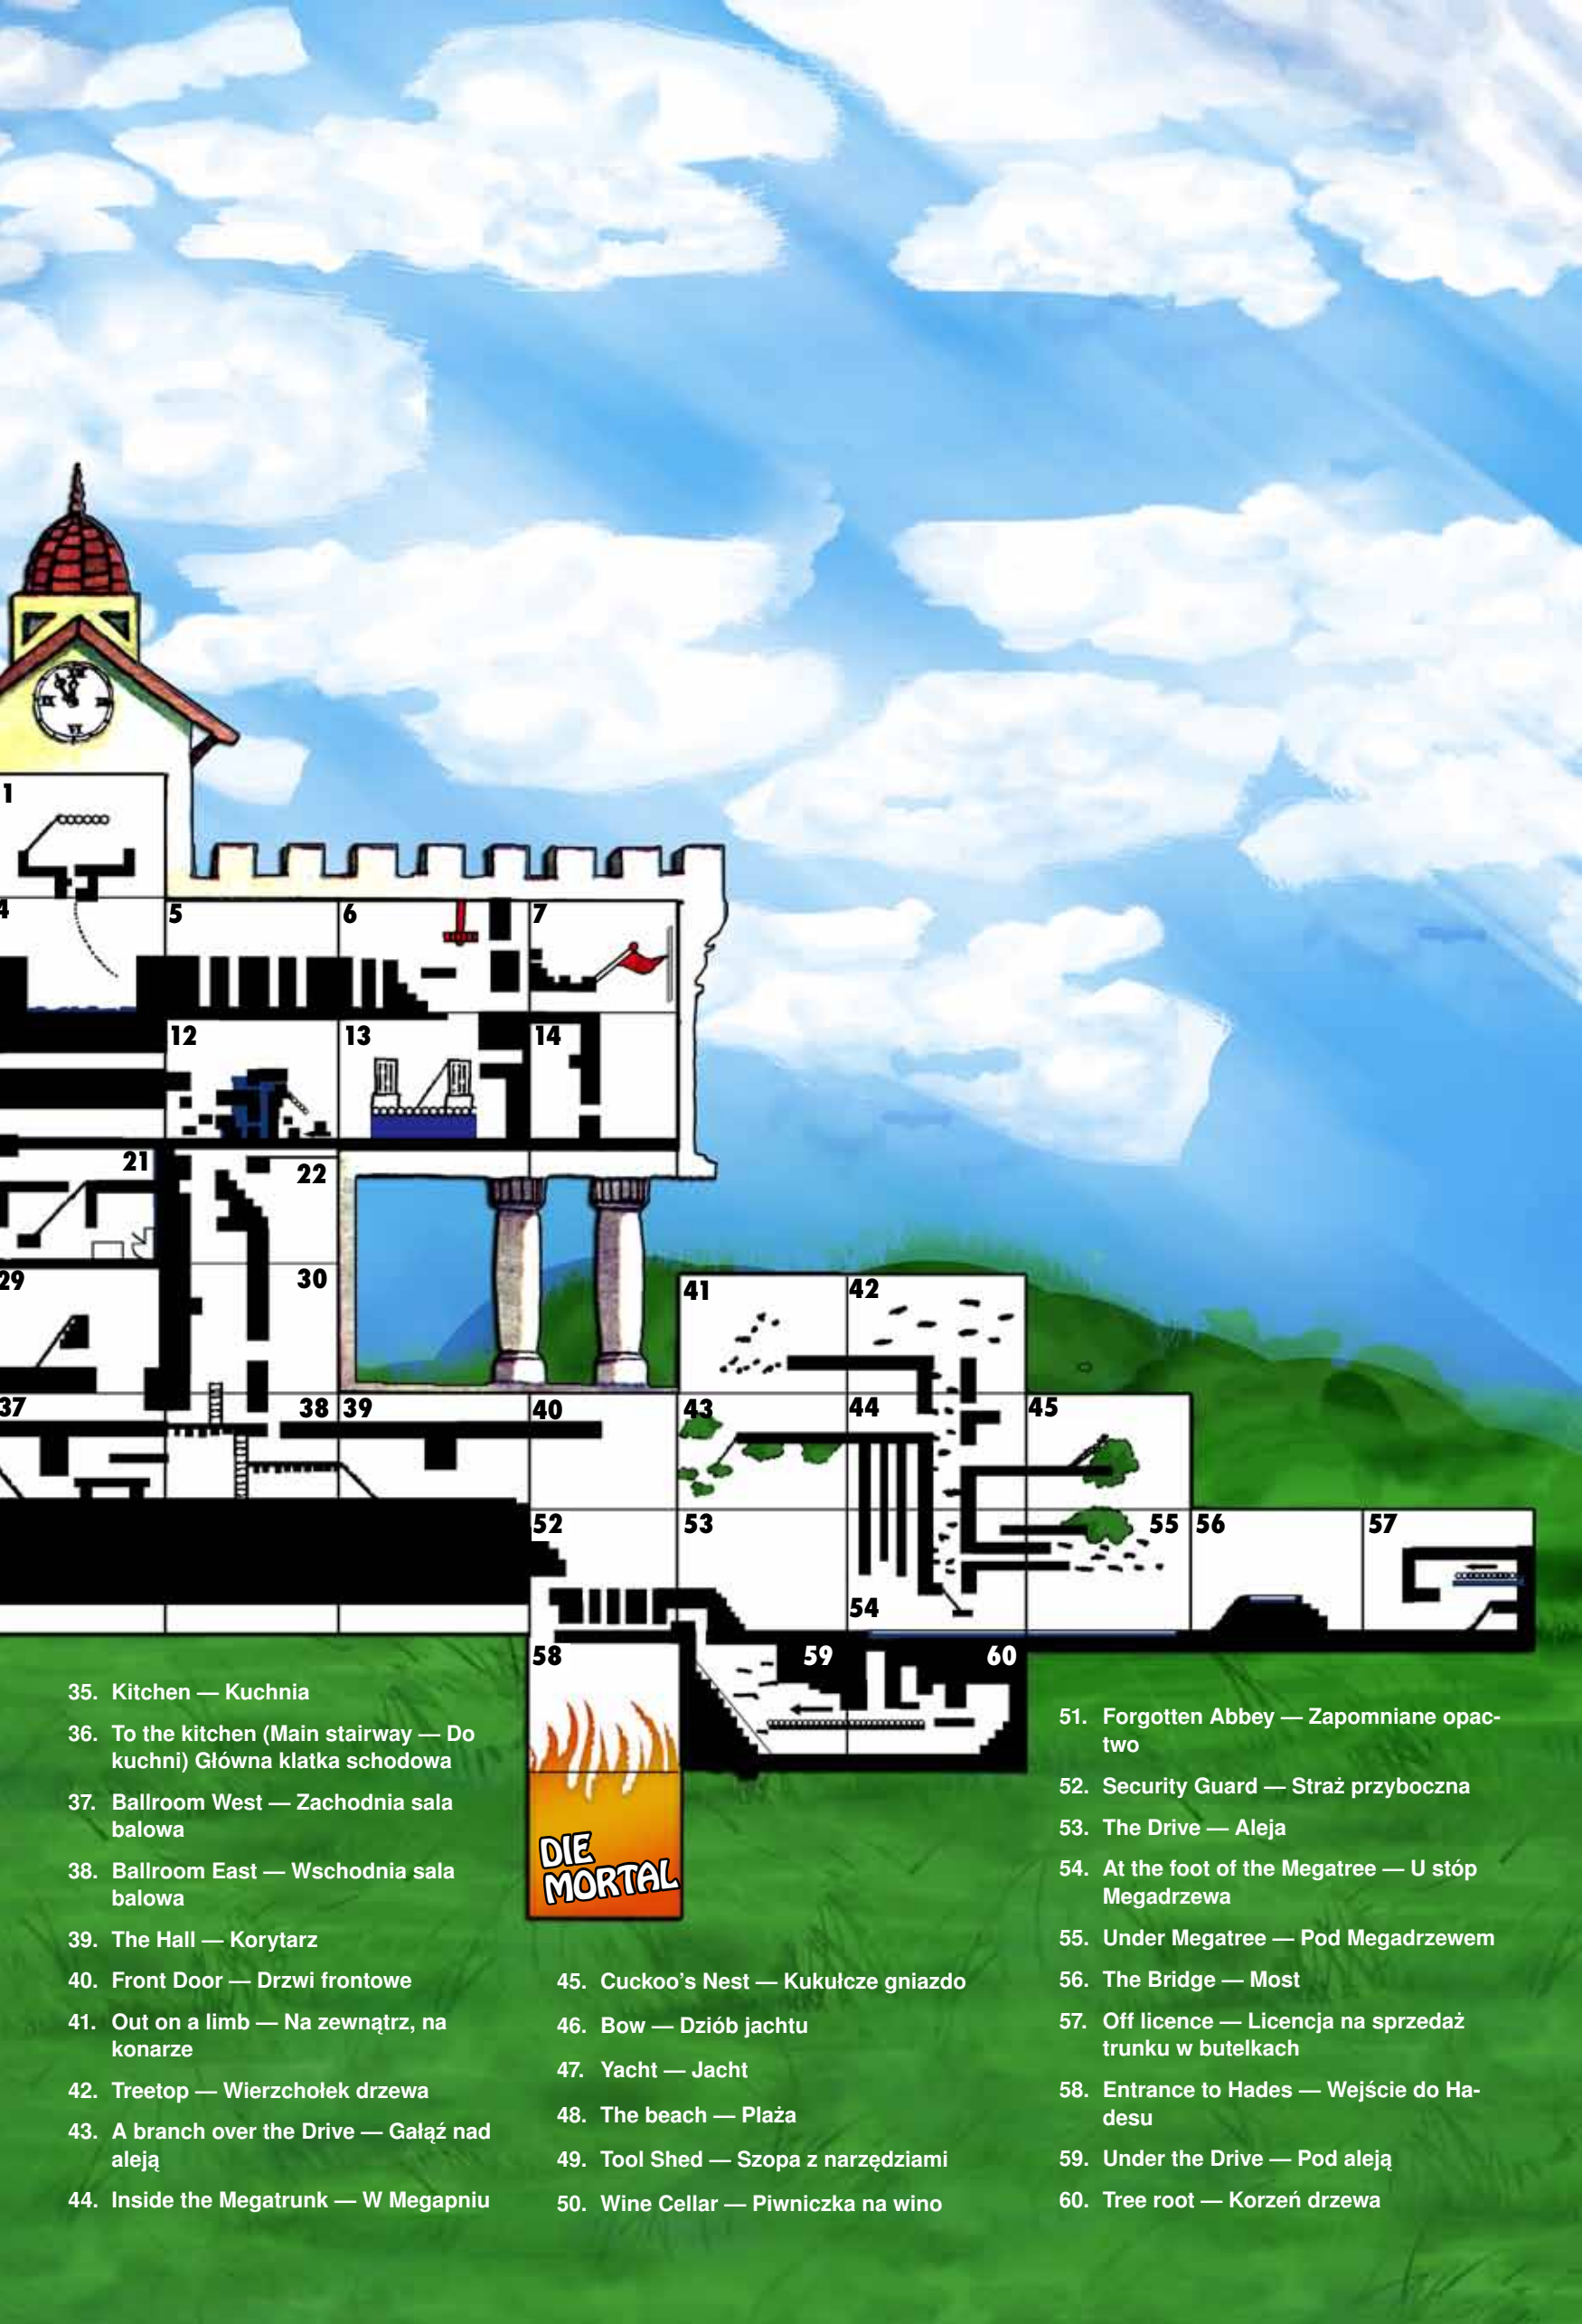 1
4
5
6
7
12
13
14
21
22
29
30
41
42
37
38
39
40
43
44
45
52
53
54
55
56
57
58
59
60
DIE
MORTAL
35. Kitchen — Kuchnia
36. To the kitchen (Main stairway — Do
kuchni) Główna klatka schodowa
37. Ballroom West — Zachodnia sala
balowa
38. Ballroom East — Wschodnia sala
balowa
39. The Hall — Korytarz
40. Front Door — Drzwi frontowe
41. Out on a limb — Na zewnątrz, na
konarze
42. Treetop — Wierzchołek drzewa
43. A branch over the Drive — Gałąź nad
aleją
44. Inside the Megatrunk — W Megapniu
45. Cuckoo's Nest — Kukułcze gniazdo
46. Bow — Dziób jachtu
47. Yacht — Jacht
48. The beach — Plaża
49. Tool Shed — Szopa z narzędziami
50. Wine Cellar — Piwniczka na wino
51. Forgotten Abbey — Zapomniane opac-
two
52. Security Guard — Straż przyboczna
53. The Drive — Aleja
54. At the foot of the Megatree — U stóp
Megadrzewa
55. Under Megatree — Pod Megadrzewem
56. The Bridge — Most
57. Off licence — Licencja na sprzedaż
trunku w butelkach
58. Entrance to Hades — Wejście do Ha-
desu
59. Under the Drive — Pod aleją
60. Tree root — Korzeń drzewa